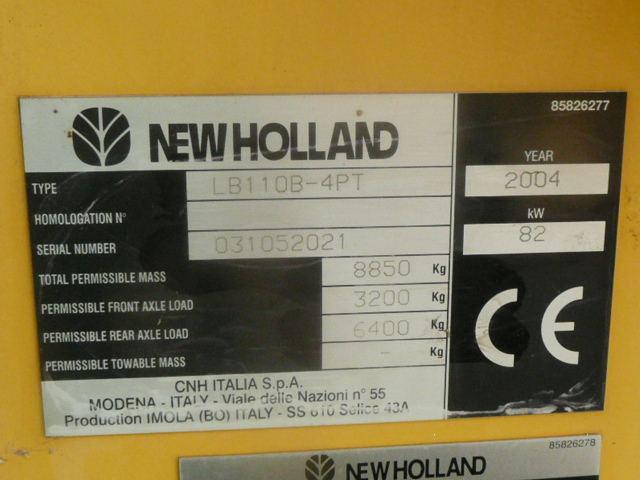 85826277
NEW HOLLAND
YEAR
2004
kW
82
TYPE LB110B-4PT
HOMOLOGATION N°
SERIAL NUMBER 031052021
TOTAL PERMISSIBLE MASS 8850 Kg
PERMISSIBLE FRONT AXLE LOAD 3200 Kg
PERMISSIBLE REAR AXLE LOAD 6400 Kg
PERMISSIBLE TOWABLE MASS - Kg
CE
CNH ITALIA S.p.A.
MODENA - ITALY - Viale delle Nazioni n° 55
Production IMOLA (BO) ITALY - SS 610 Selice 43A
85826278
NEW HOLLAND